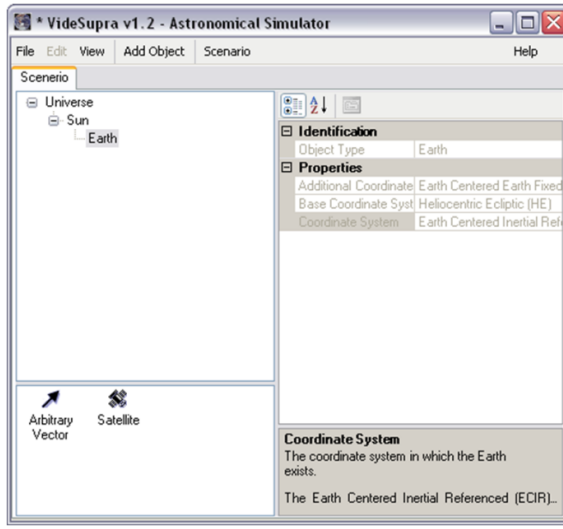 * VideSupra v1.2 - Astronomical Simulator
File Edit View Add Object Scenario Help
Scenerio
Universe
Sun
Earth
Identification
Object Type Earth
Properties
Additional Coordinate Earth Centered Earth Fixed
Base Coordinate Syst Heliocentric Ecliptic (HE)
Coordinate System Earth Centered Inertial Ref
Arbitrary
Vector
Satellite
Coordinate System
The coordinate system in which the Earth
exists.
The Earth Centered Inertial Referenced (ECIR)...